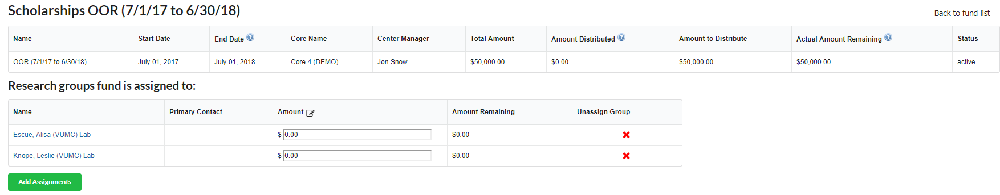 Scholarships OOR (7/1/17 to 6/30/18)
Back to fund list
Name Start Date End Date ? Core Name Center Manager Total Amount Amount Distributed ? Amount to Distribute Actual Amount Remaining ? Status
OOR (7/1/17 to 6/30/18) July 01, 2017 July 01, 2018 Core 4 (DEMO) Jon Snow $50,000.00 $0.00 $50,000.00 $50,000.00 active
Research groups fund is assigned to:
Name Primary Contact Amount Amount Remaining Unassign Group
Escue, Alisa (VUMC) Lab $ 0.00 $0.00
Knope, Leslie (VUMC) Lab $ 0.00 $0.00
Add Assignments